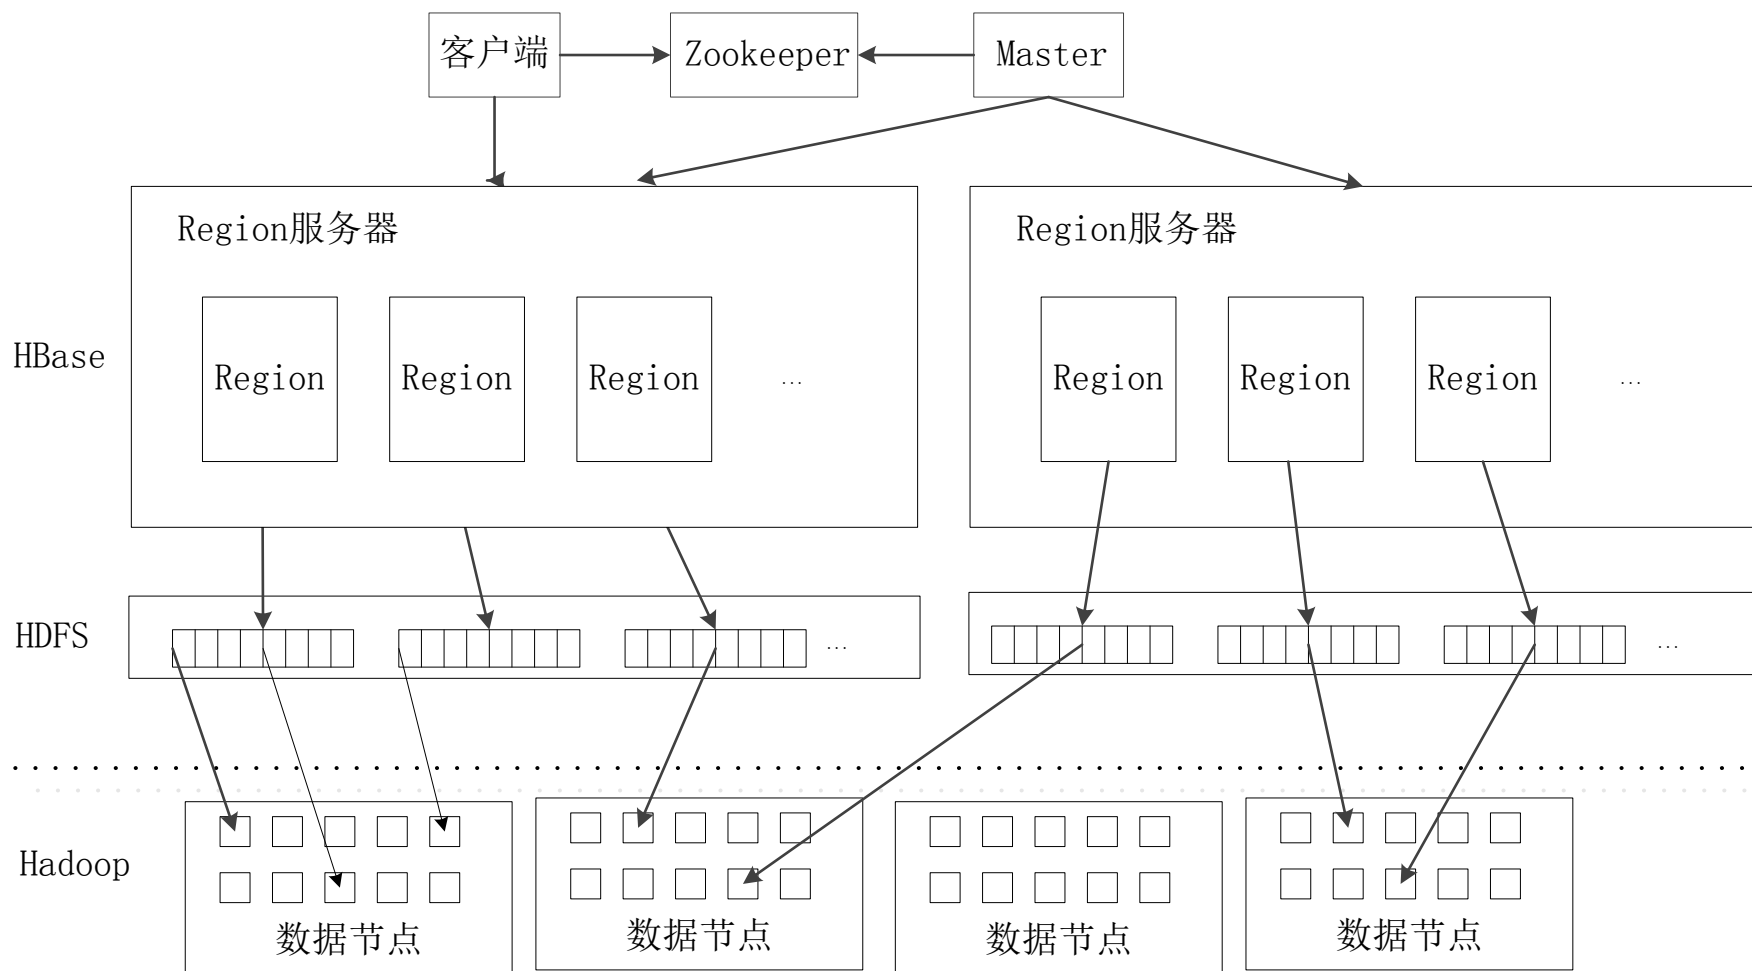 客户端
Zookeeper
Master
Region服务器
Region服务器
HBase
Region
Region
Region
...
Region
Region
Region
...
HDFS
...
...
Hadoop
数据节点
数据节点
数据节点
数据节点